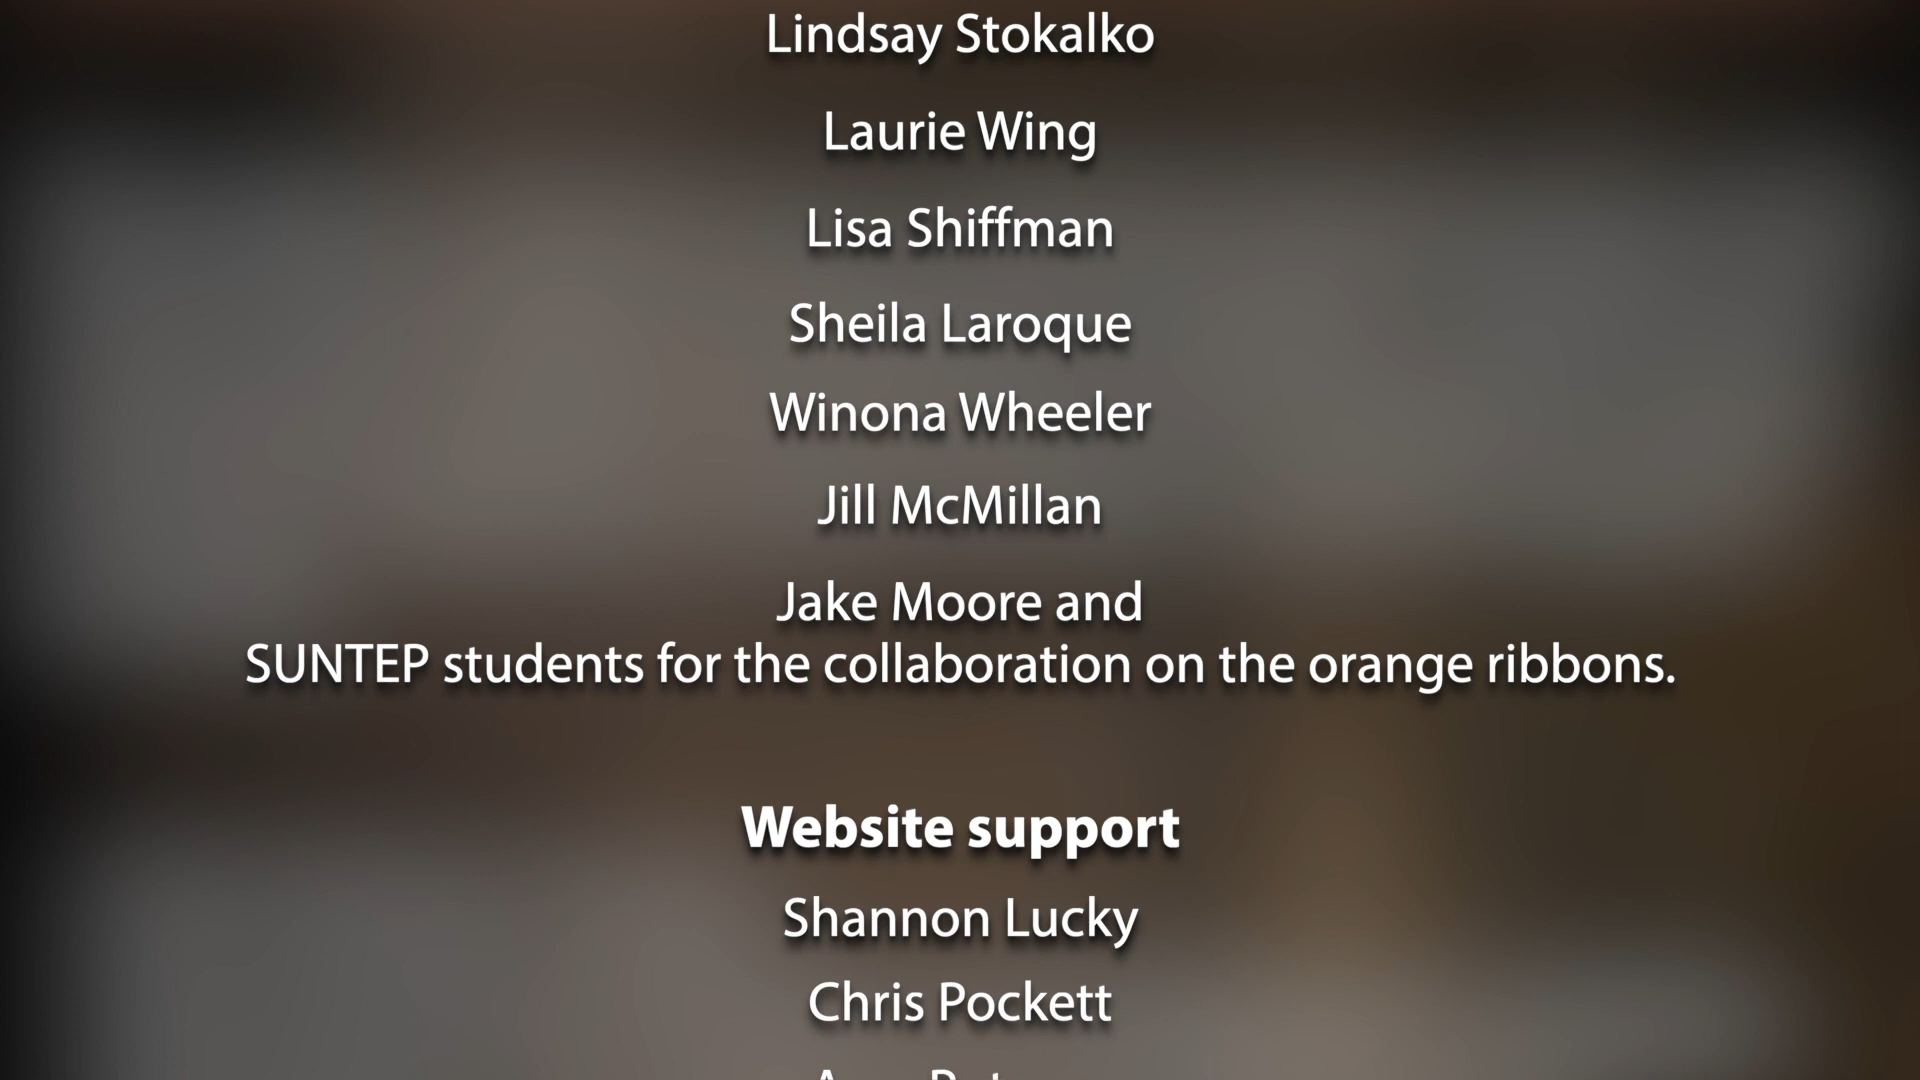 Lindsay Stokalko
Laurie Wing
Lisa Shiffman
Sheila Laroque
Winona Wheeler
Jill McMillan
Jake Moore and
SUNTEP students for the collaboration on the orange ribbons.
Website support
Shannon Lucky
Chris Pockett